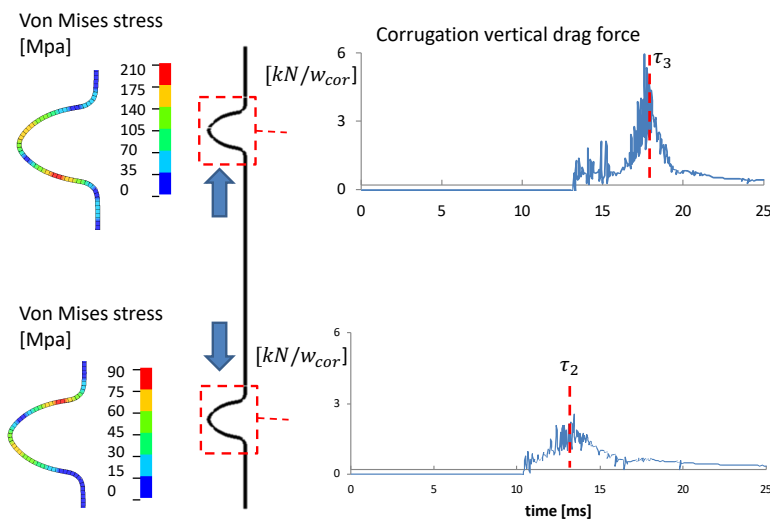 Von Mises stress
[Mpa]
210
175
140
105
70
35
0
[kN/w_cor]
Corrugation vertical drag force
τ₃
6
3
0
0 5 10 15 20 25
Von Mises stress
[Mpa]
90
75
60
45
30
15
0
[kN/w_cor]
τ₂
6
3
0
0 5 10 15 20 25
time [ms]